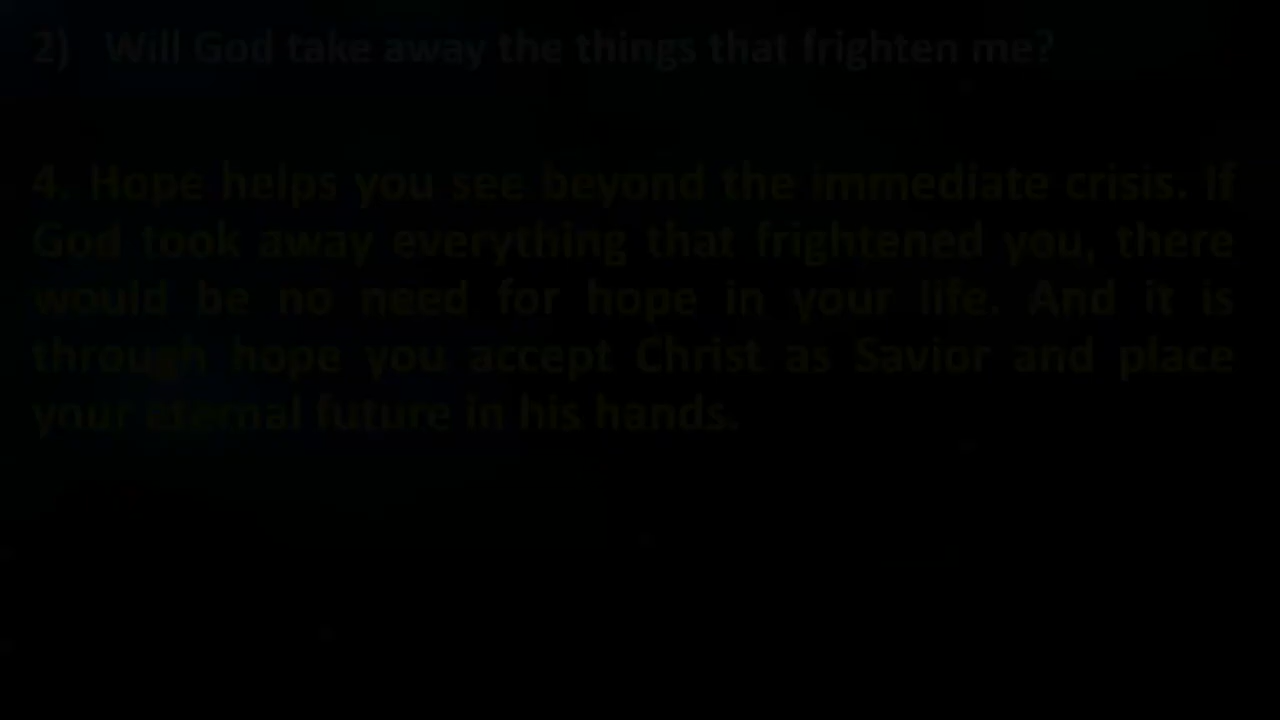 2) Will God take away the things that frighten me?
4. Hope helps you see beyond the immediate crisis. If
God took away everything that frightened you, there
would be no need for hope in your life. And it is
through hope you accept Christ as Savior and place
your eternal future in his hands.